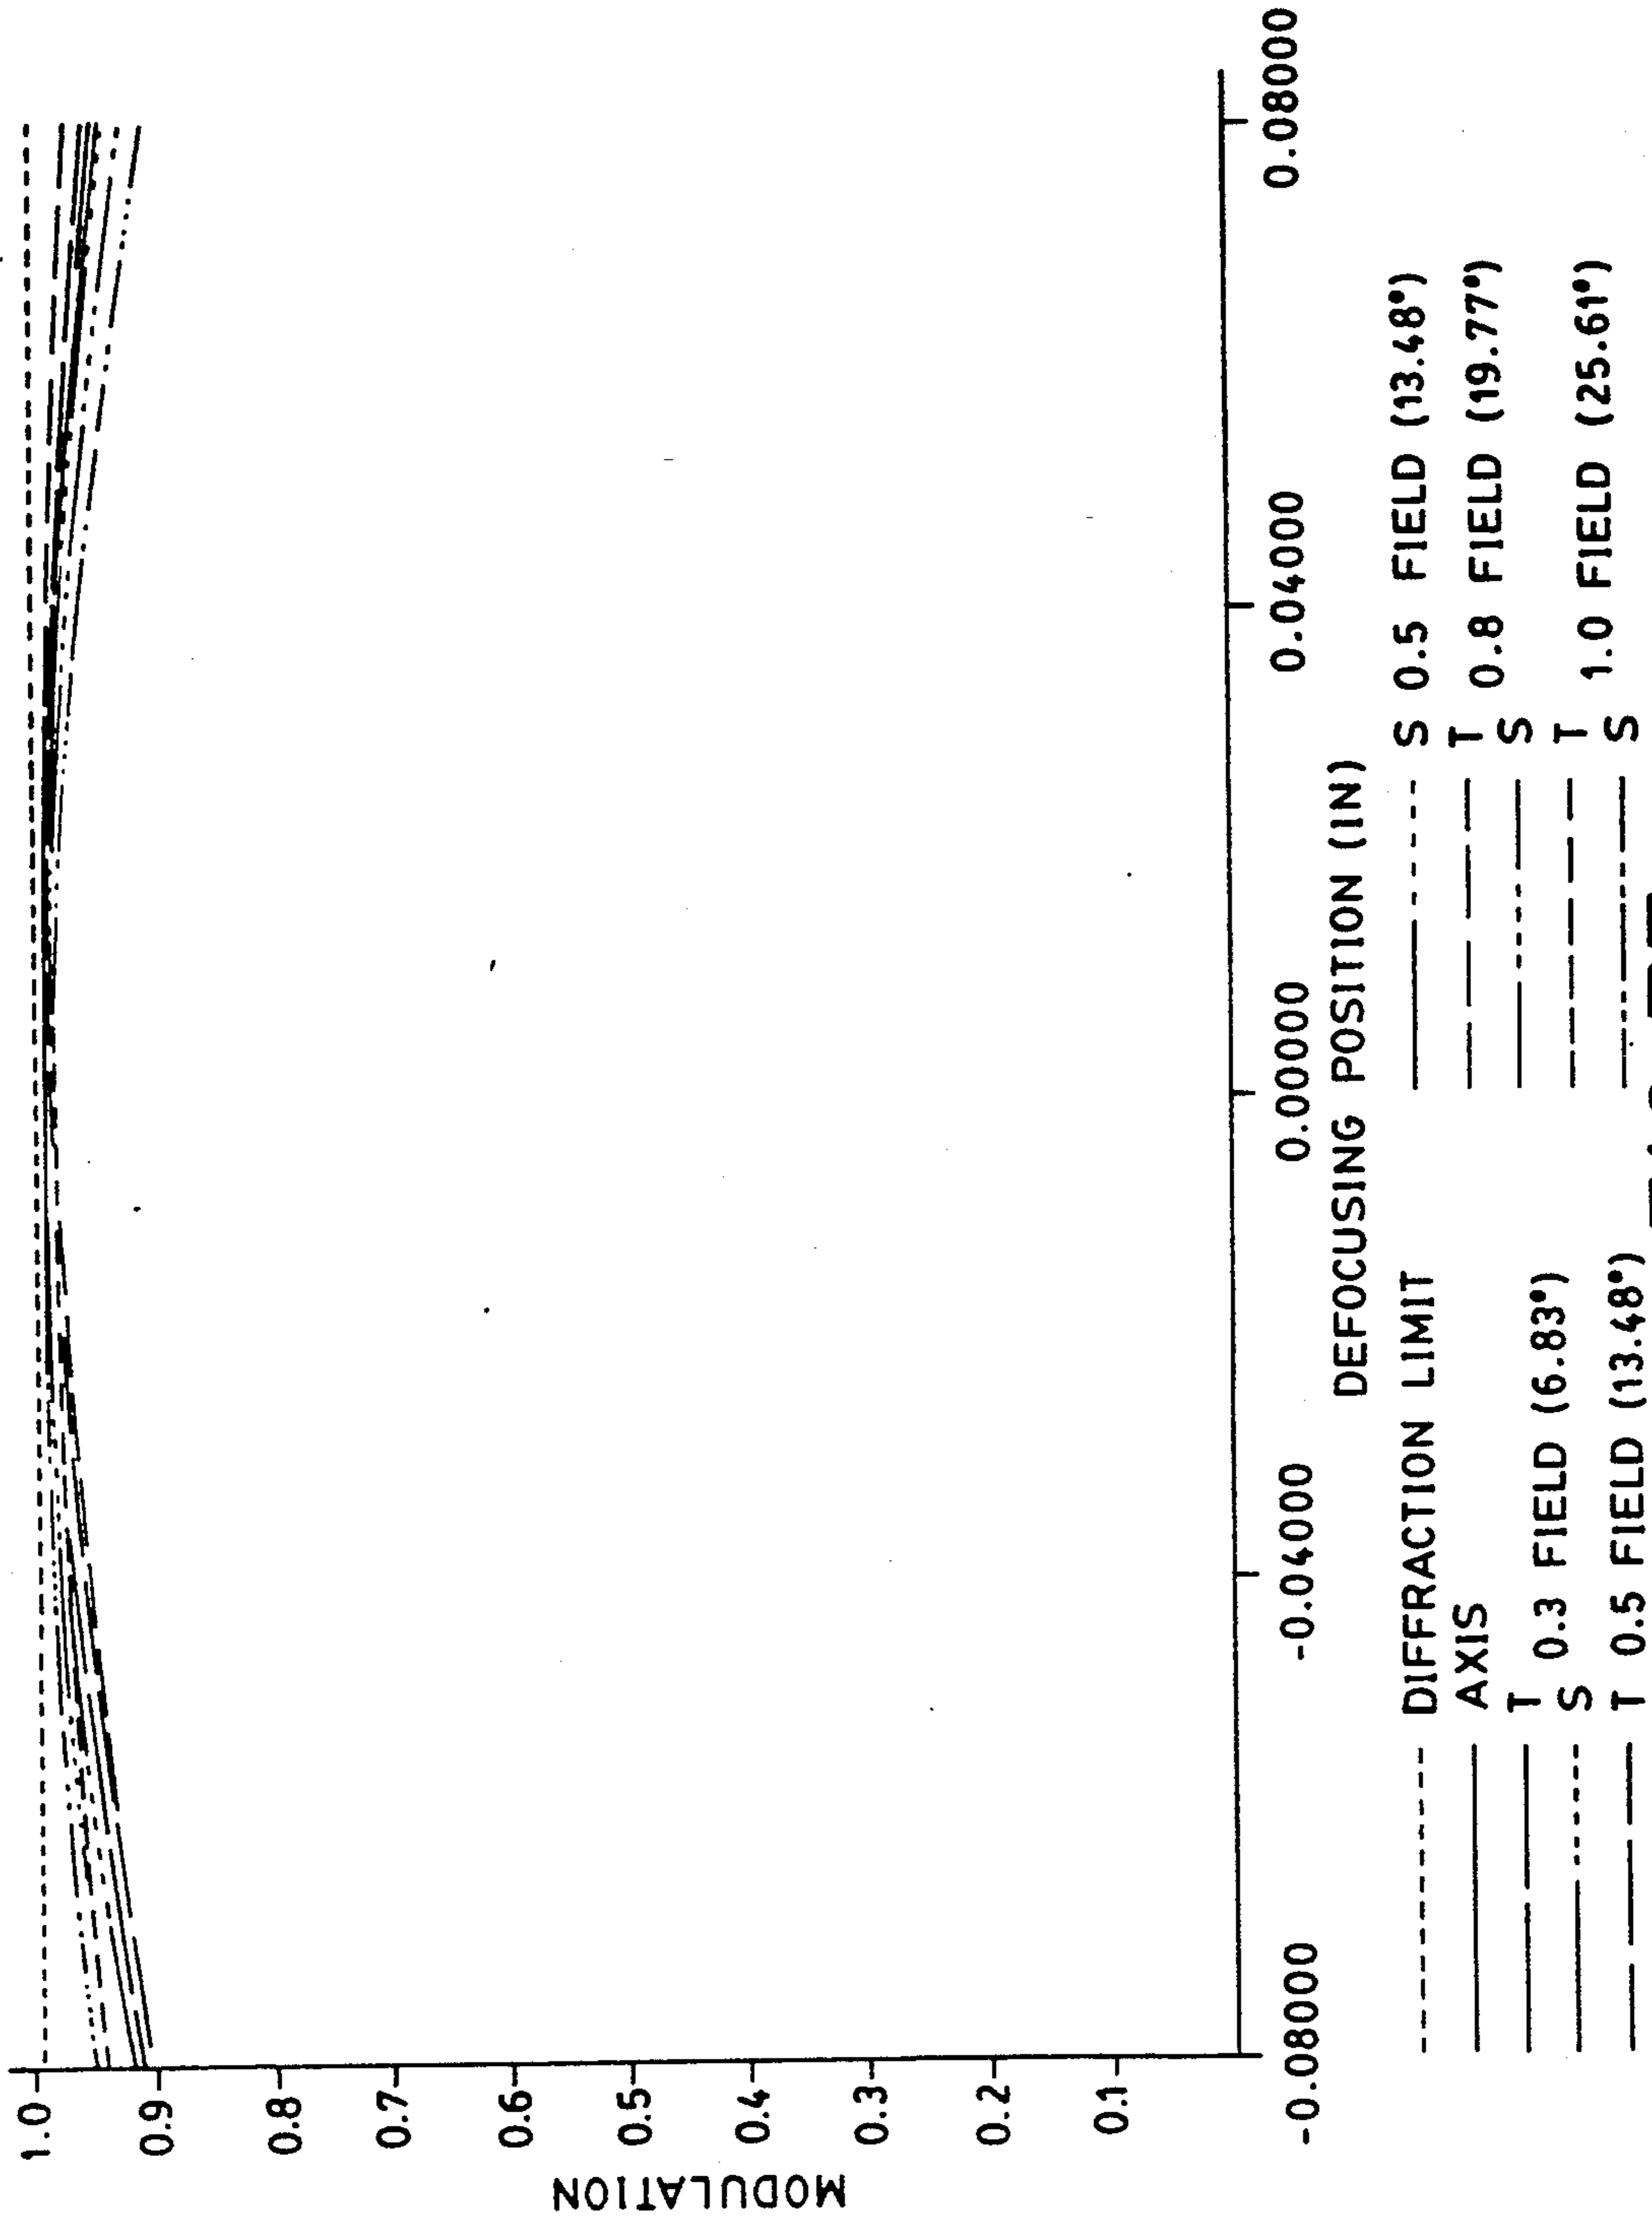 MODULATION
1.0
0.9
0.8
0.7
0.6
0.5
0.4
0.3
0.2
0.1
-0.08000 -0.04000 0.00000 0.04000 0.08000
DEFOCUSING POSITION (IN)
DIFFRACTION LIMIT
AXIS
T
0.3 FIELD (6.83°)
S
T 0.5 FIELD (13.48°)
S 0.5 FIELD (13.48°)
T
0.8 FIELD (19.77°)
S
T
1.0 FIELD (25.61°)
S